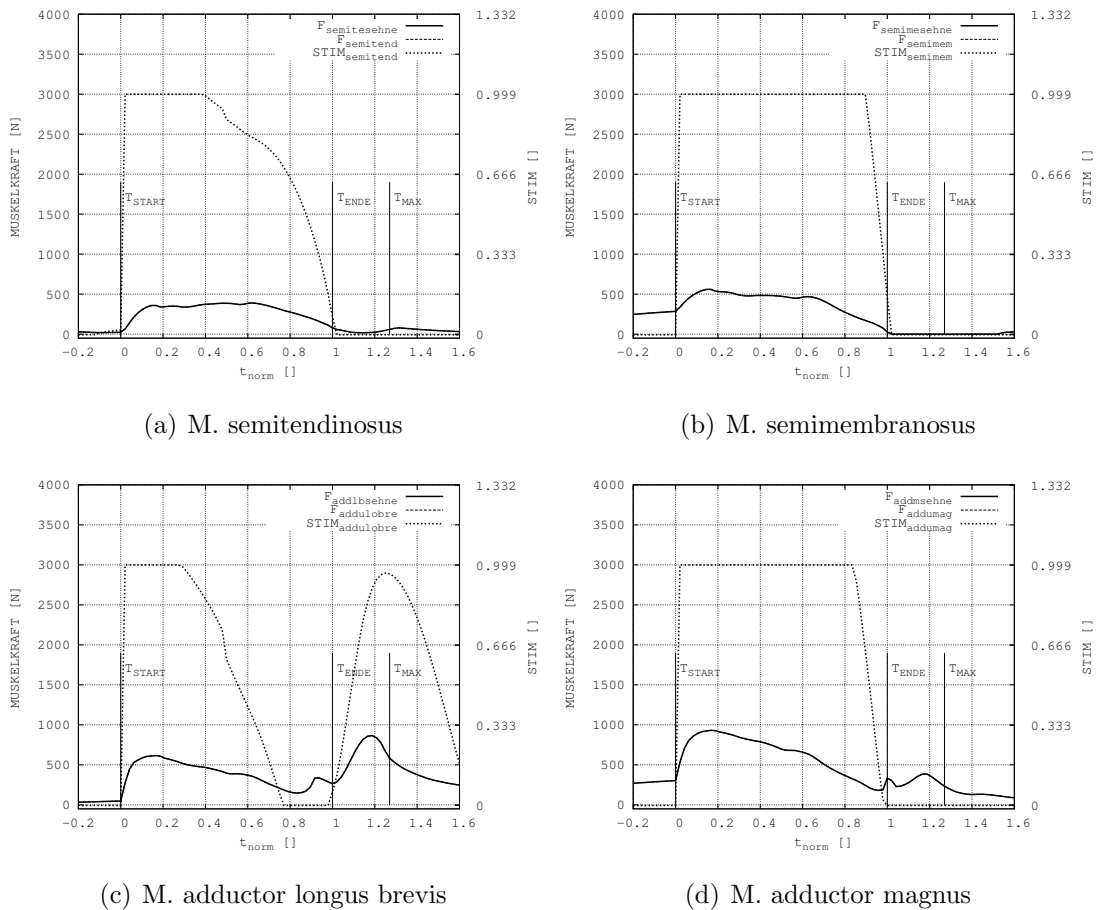 F_semitesehne
F_semitend
STIM_semitend
4000
3500
3000
2500
2000
1500
1000
500
0
MUSKELKRAFT [N]
1.332
0.999
0.666
0.333
0
STIM []
T_START
T_ENDE
T_MAX
−0.2 0 0.2 0.4 0.6 0.8 1 1.2 1.4 1.6
t_norm []
(a) M. semitendinosus
F_semimesehne
F_semimem
STIM_semimem
4000
3500
3000
2500
2000
1500
1000
500
0
MUSKELKRAFT [N]
1.332
0.999
0.666
0.333
0
STIM []
T_START
T_ENDE
T_MAX
−0.2 0 0.2 0.4 0.6 0.8 1 1.2 1.4 1.6
t_norm []
(b) M. semimembranosus
F_addlbsehne
F_addulobre
STIM_addulobre
4000
3500
3000
2500
2000
1500
1000
500
0
MUSKELKRAFT [N]
1.332
0.999
0.666
0.333
0
STIM []
T_START
T_ENDE
T_MAX
−0.2 0 0.2 0.4 0.6 0.8 1 1.2 1.4 1.6
t_norm []
(c) M. adductor longus brevis
F_addmsehne
F_addumag
STIM_addumag
4000
3500
3000
2500
2000
1500
1000
500
0
MUSKELKRAFT [N]
1.332
0.999
0.666
0.333
0
STIM []
T_START
T_ENDE
T_MAX
−0.2 0 0.2 0.4 0.6 0.8 1 1.2 1.4 1.6
t_norm []
(d) M. adductor magnus